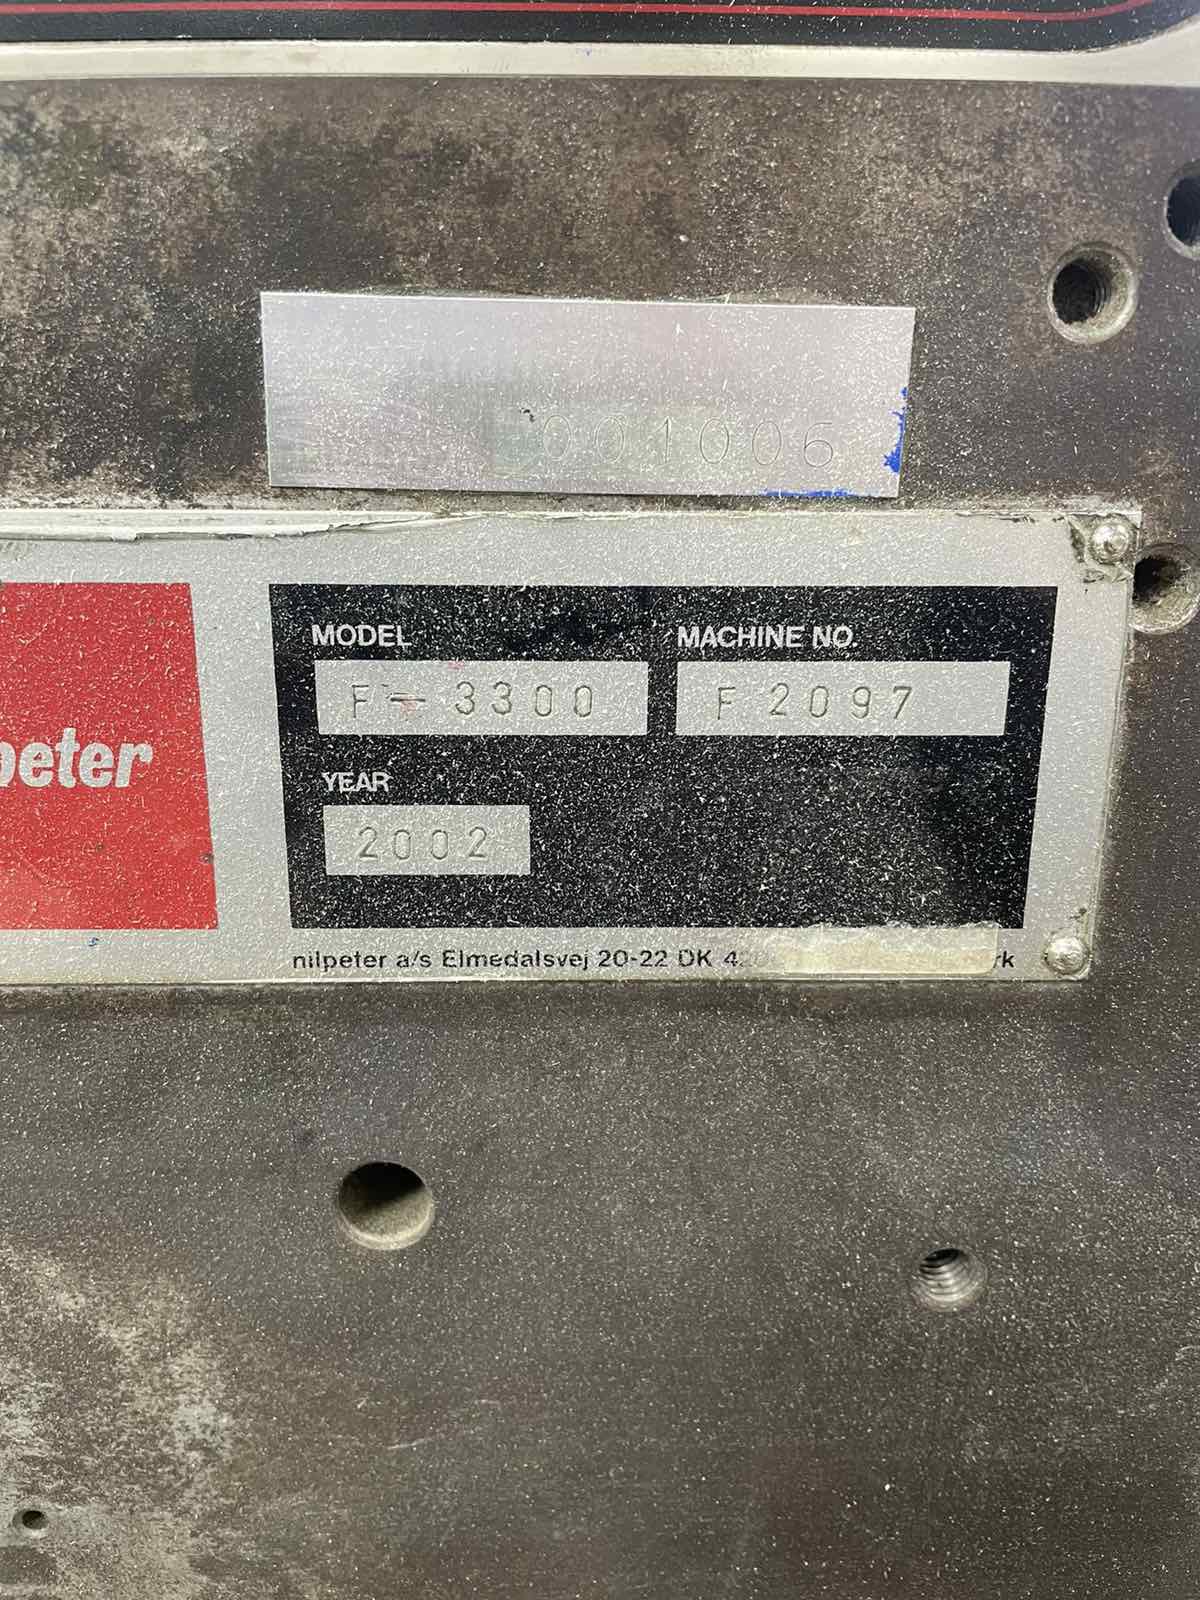 001006
MODEL MACHINE NO.
F - 3300 F 2097
YEAR
2002
peter
nilpeter a/s Elmedalsvej 20-22 DK